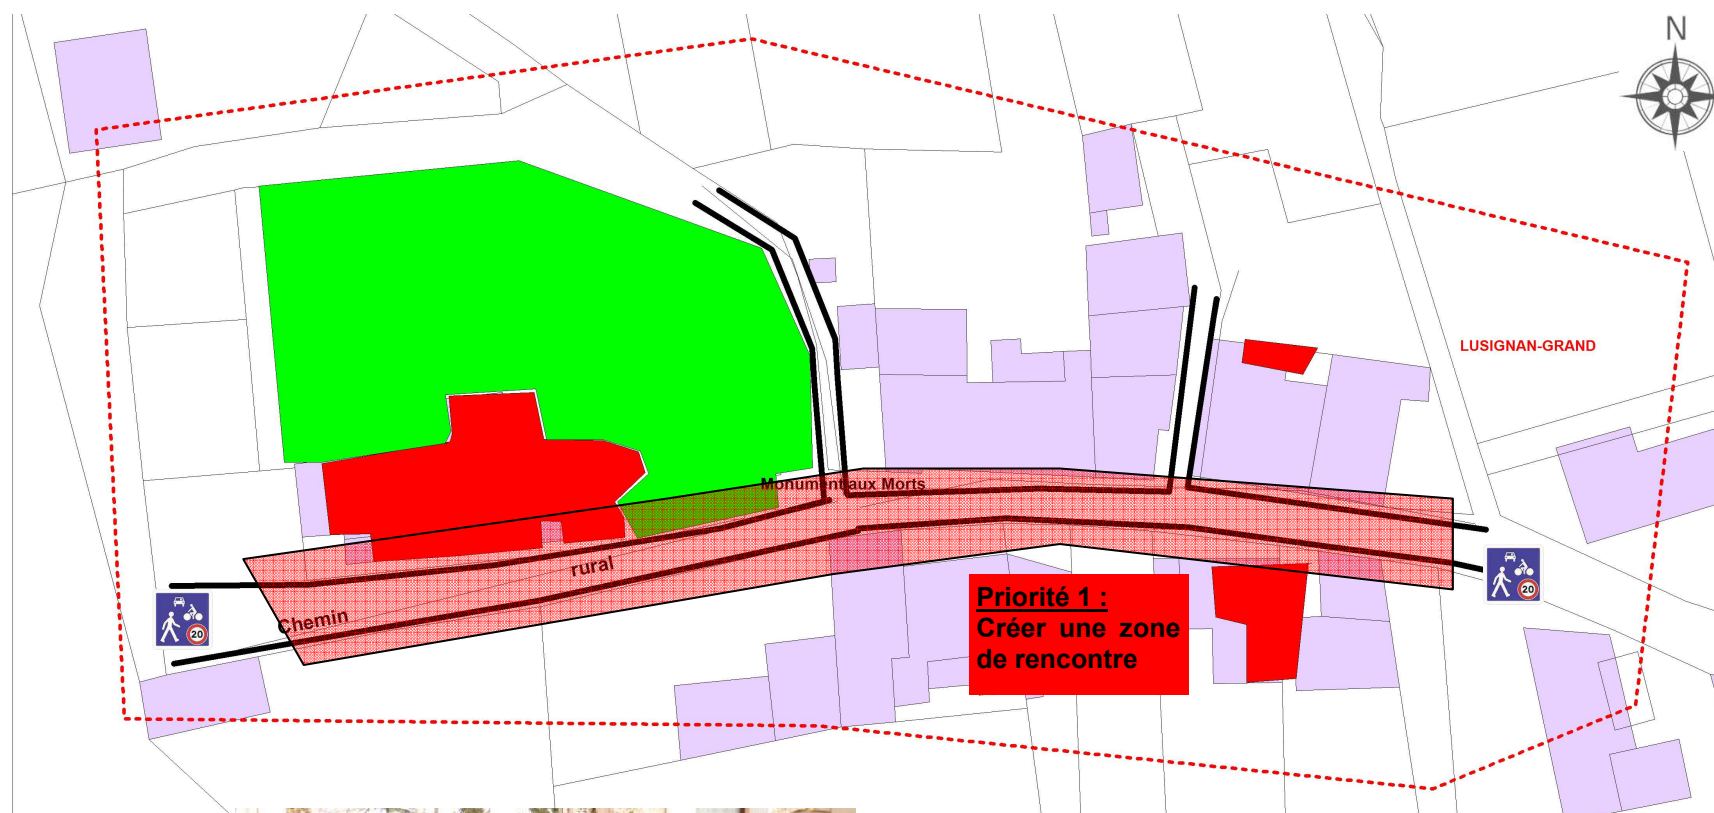 N
LUSIGNAN-GRAND
Monument aux Morts
rural
Chemin
20
20
Priorité 1 :
Créer une zone
de rencontre